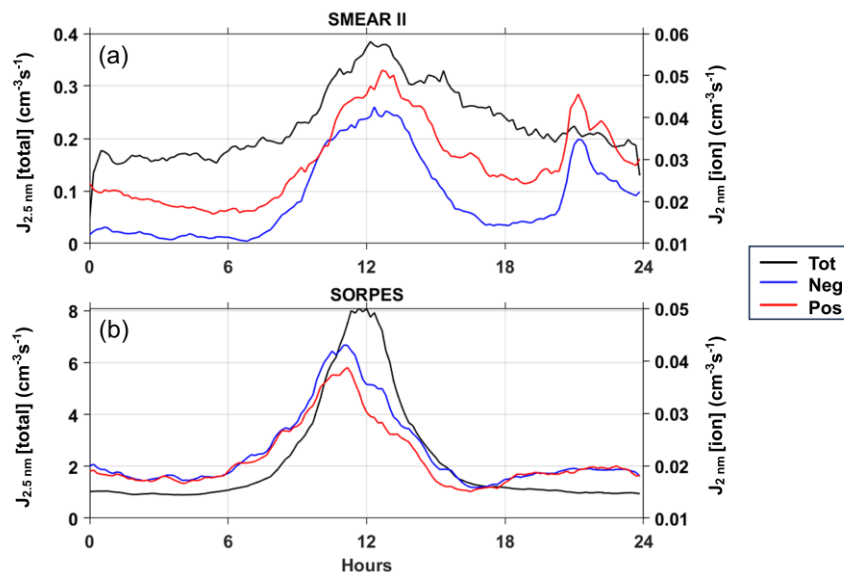 SMEAR II
(a)
J2.5 nm [total] (cm-3s-1)
0.4
0.3
0.2
0.1
0
0.06
0.05
0.04
0.03
0.02
0.01
J2 nm [ion] (cm-3s-1)
0 6 12 18 24
Tot
Neg
Pos
SORPES
(b)
J2.5 nm [total] (cm-3s-1)
8
6
4
2
0
0.05
0.04
0.03
0.02
0.01
J2 nm [ion] (cm-3s-1)
0 6 12 18 24
Hours